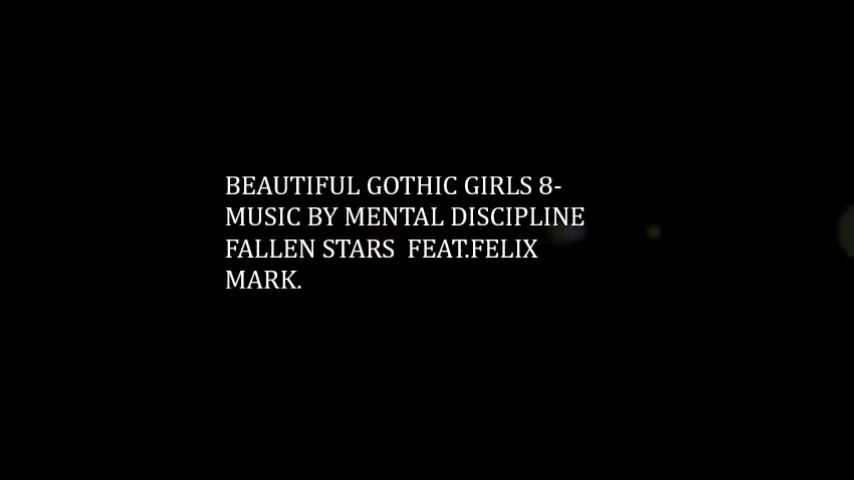 BEAUTIFUL GOTHIC GIRLS 8-
MUSIC BY MENTAL DISCIPLINE
FALLEN STARS  FEAT.FELIX
MARK.